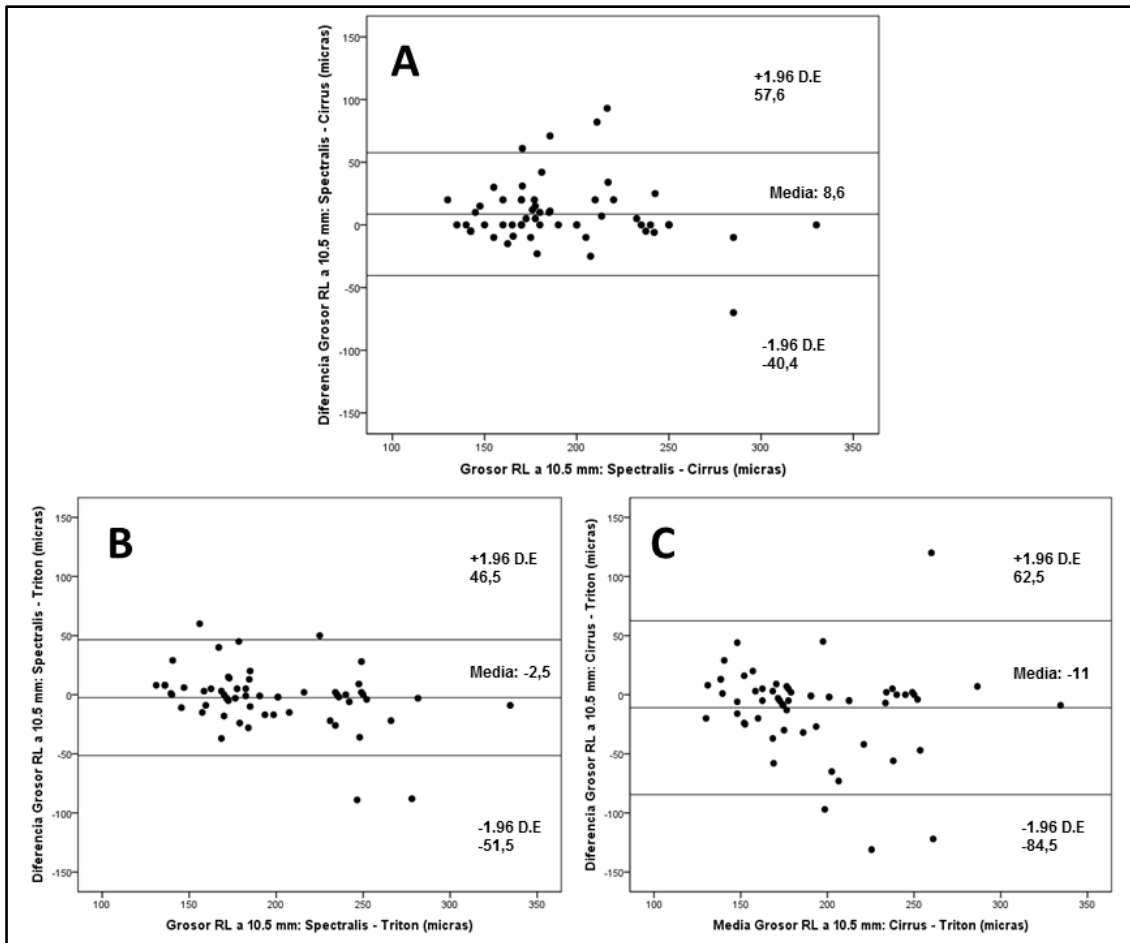 A
Diferencia Grosor RL a 10.5 mm: Spectralis - Cirrus (micras)
150
100
50
0
-50
-100
-150
+1.96 D.E
57,6
Media: 8,6
-1.96 D.E
-40,4
100
150
200
250
300
350
Grosor RL a 10.5 mm: Spectralis - Cirrus (micras)
B
Diferencia Grosor RL a 10.5 mm: Spectralis - Triton (micras)
150
100
50
0
-50
-100
-150
+1.96 D.E
46,5
Media: -2,5
-1.96 D.E
-51,5
100
150
200
250
300
350
Grosor RL a 10.5 mm: Spectralis - Triton (micras)
C
Diferencia Grosor RL a 10.5 mm: Cirrus - Triton (micras)
150
100
50
0
-50
-100
-150
+1.96 D.E
62,5
Media: -11
-1.96 D.E
-84,5
100
150
200
250
300
350
Media Grosor RL a 10.5 mm: Cirrus - Triton (micras)